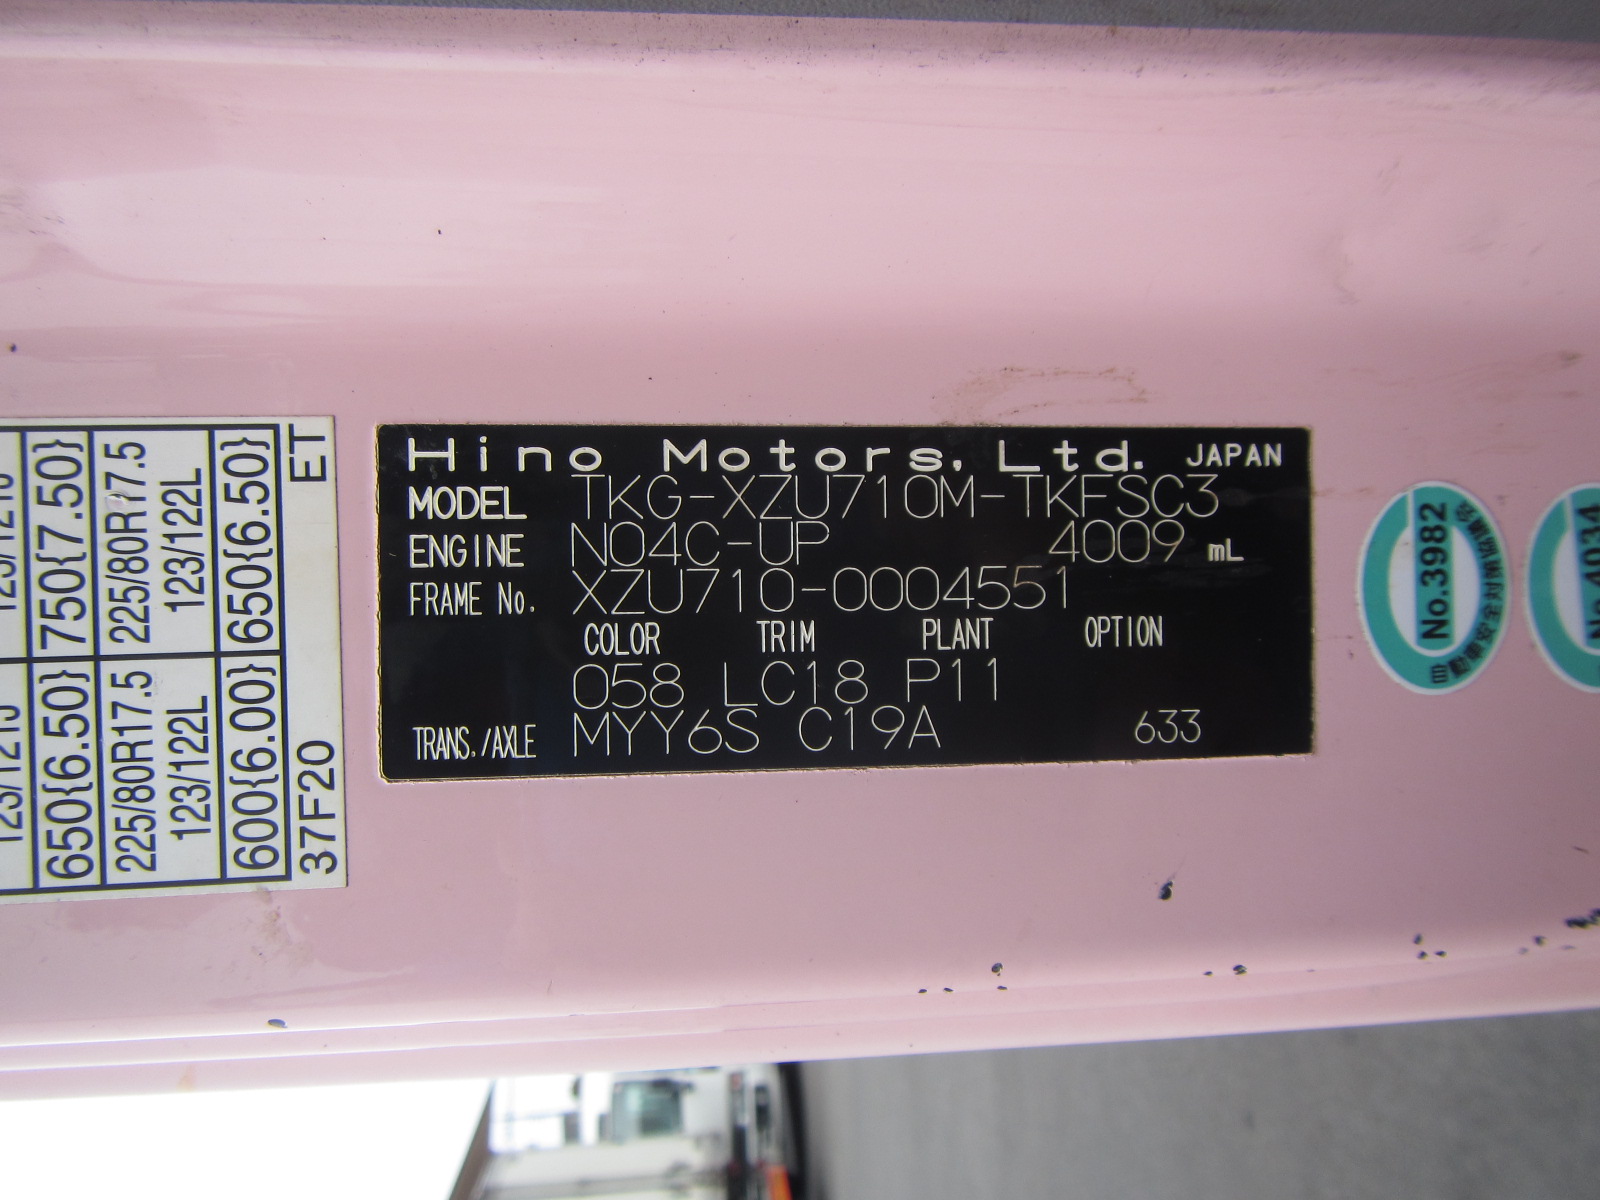 Hino Motors, Ltd. JAPAN
MODEL TKG-XZU710M-TKFSC3
ENGINE N04C-UP 4009 mL
FRAME No. XZU710-0004551
COLOR TRIM PLANT OPTION
058 LC18 P11
TRANS./AXLE MYY6S C19A 633
650{6.50} 750{7.50}
225/80R17.5 225/80R17.5
123/122L 123/122L
600{6.00} 650{6.50}
37F20 ET
No.3982
No.4034